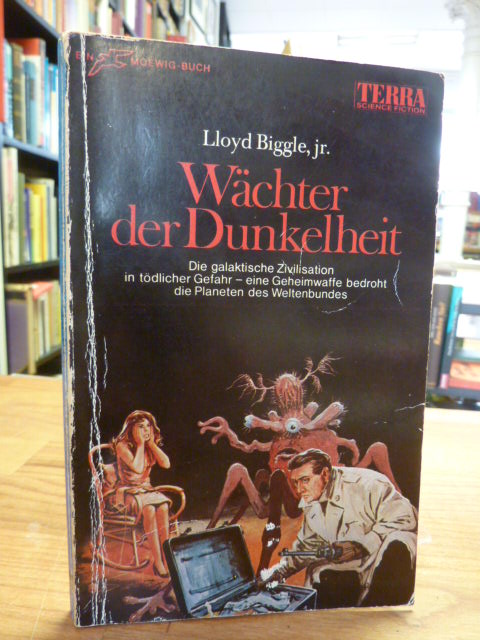 EIN MOEWIG-BUCH
TERRA
SCIENCE FICTION
Lloyd Biggle, jr.
Wächter
der Dunkelheit
Die galaktische Zivilisation
in tödlicher Gefahr – eine Geheimwaffe bedroht
die Planeten des Weltenbundes